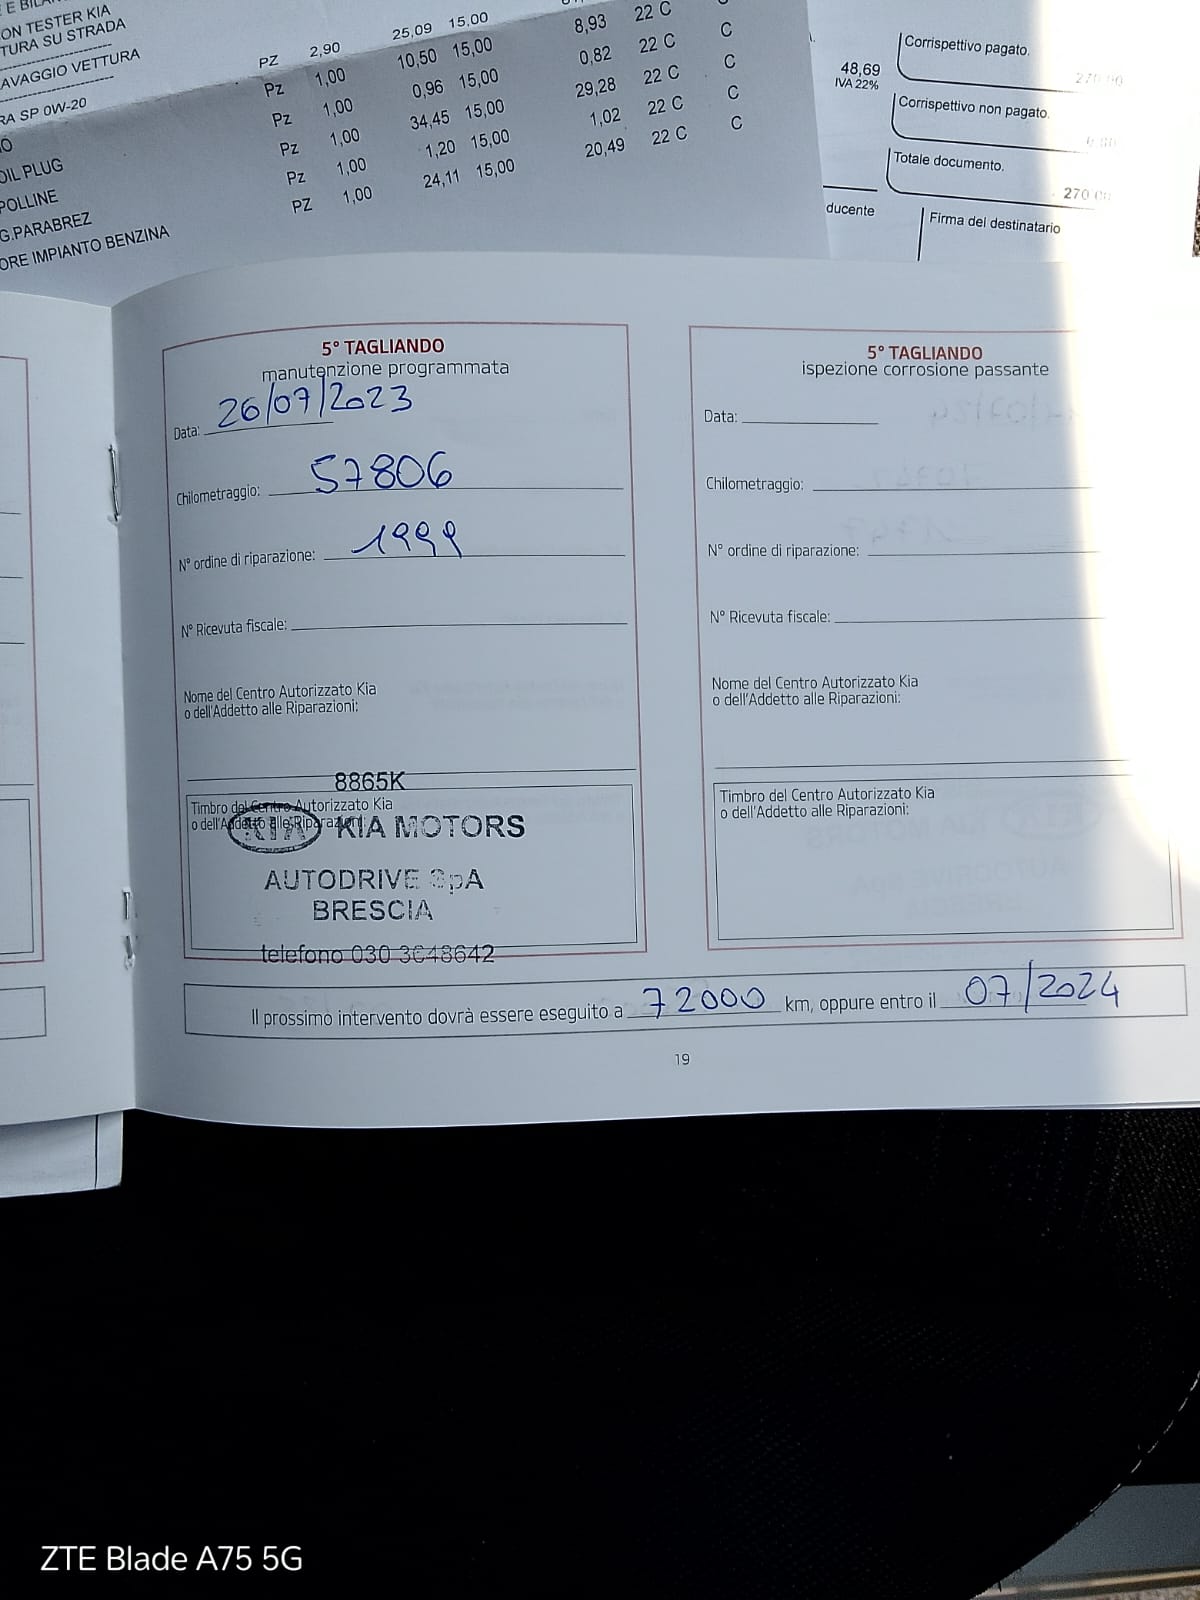 ON TESTER KIA
TURA SU STRADA
AVAGGIO VETTURA
RA SP 0W-20
OIL PLUG
POLLINE
G.PARABREZ
ORE IMPIANTO BENZINA
PZ 2,90 25,09 15,00
Pz 1,00 10,50 15,00 8,93 22 C C
Pz 1,00 0,96 15,00 0,82 22 C C
Pz 1,00 34,45 15,00 29,28 22 C C
Pz 1,00 1,20 15,00 1,02 22 C C
PZ 1,00 24,11 15,00 20,49 22 C C
48,69
IVA 22%
Corrispettivo pagato.
Corrispettivo non pagato.
Totale documento.
270,00
ducente
Firma del destinatario
5° TAGLIANDO
manutenzione programmata
Data: 26/07/2023
Chilometraggio: 57806
N° ordine di riparazione: 1999
N° Ricevuta fiscale:
Nome del Centro Autorizzato Kia
o dell'Addetto alle Riparazioni:
8865K
Timbro del Centro Autorizzato Kia
o dell'Addetto alle Riparazioni:
KIA KIA MOTORS
AUTODRIVE SpA
BRESCIA
telefono 030 3648642
5° TAGLIANDO
ispezione corrosione passante
Data:
Chilometraggio:
N° ordine di riparazione:
N° Ricevuta fiscale:
Nome del Centro Autorizzato Kia
o dell'Addetto alle Riparazioni:
Timbro del Centro Autorizzato Kia
o dell'Addetto alle Riparazioni:
Il prossimo intervento dovrà essere eseguito a 72000 km, oppure entro il 07/2024
19
ZTE Blade A75 5G